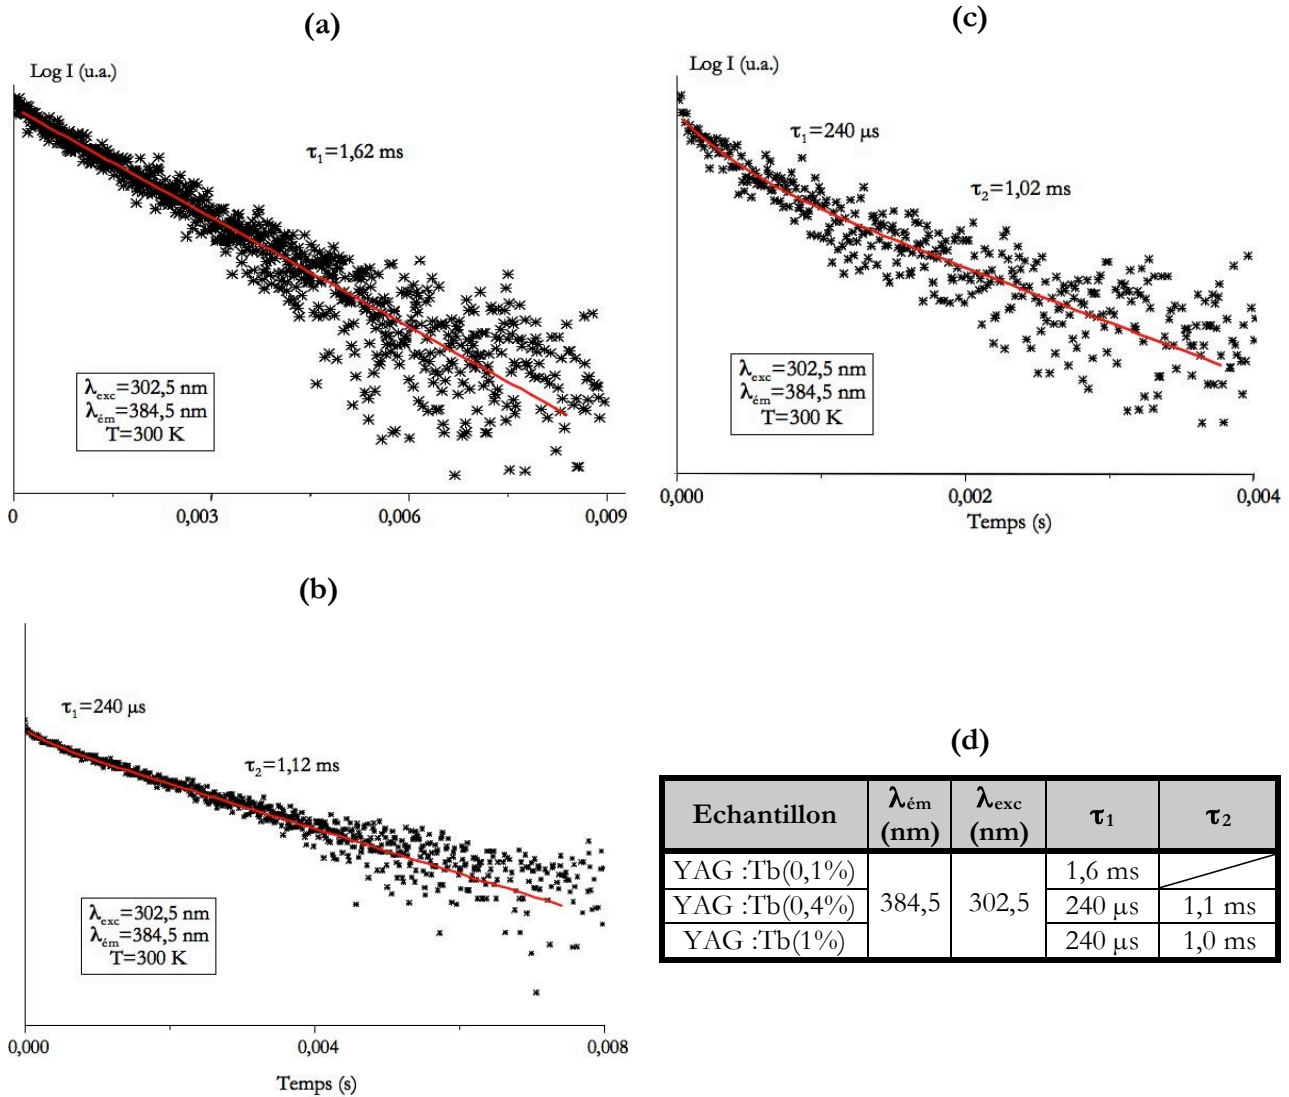 (a)
Log I (u.a.)
τ1=1,62 ms
λexc=302,5 nm
λém=384,5 nm
T=300 K
0 0,003 0,006 0,009
(c)
Log I (u.a.)
τ1=240 μs
τ2=1,02 ms
λexc=302,5 nm
λém=384,5 nm
T=300 K
0,000 0,002 0,004
Temps (s)
(b)
τ1=240 μs
τ2=1,12 ms
λexc=302,5 nm
λém=384,5 nm
T=300 K
0,000 0,004 0,008
Temps (s)
(d)
Echantillon λém (nm) λexc (nm) τ1 τ2
YAG :Tb(0,1%) 384,5 302,5 1,6 ms
YAG :Tb(0,4%) 240 μs 1,1 ms
YAG :Tb(1%) 240 μs 1,0 ms